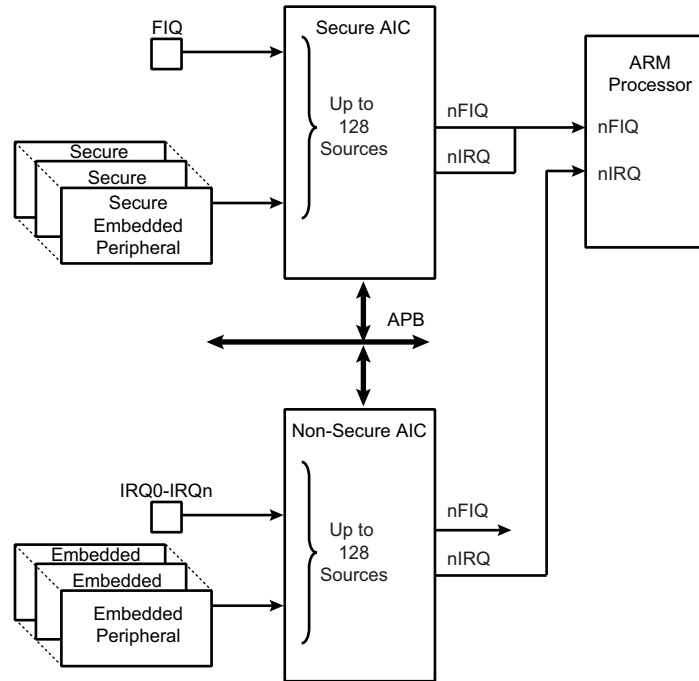 FIQ
Secure AIC
Up to
128
Sources
nFIQ
nIRQ
ARM
Processor
nFIQ
nIRQ
Secure
Secure
Secure
Embedded
Peripheral
APB
Non-Secure AIC
IRQ0-IRQn
Up to
128
Sources
nFIQ
nIRQ
Embedded
Embedded
Embedded
Peripheral